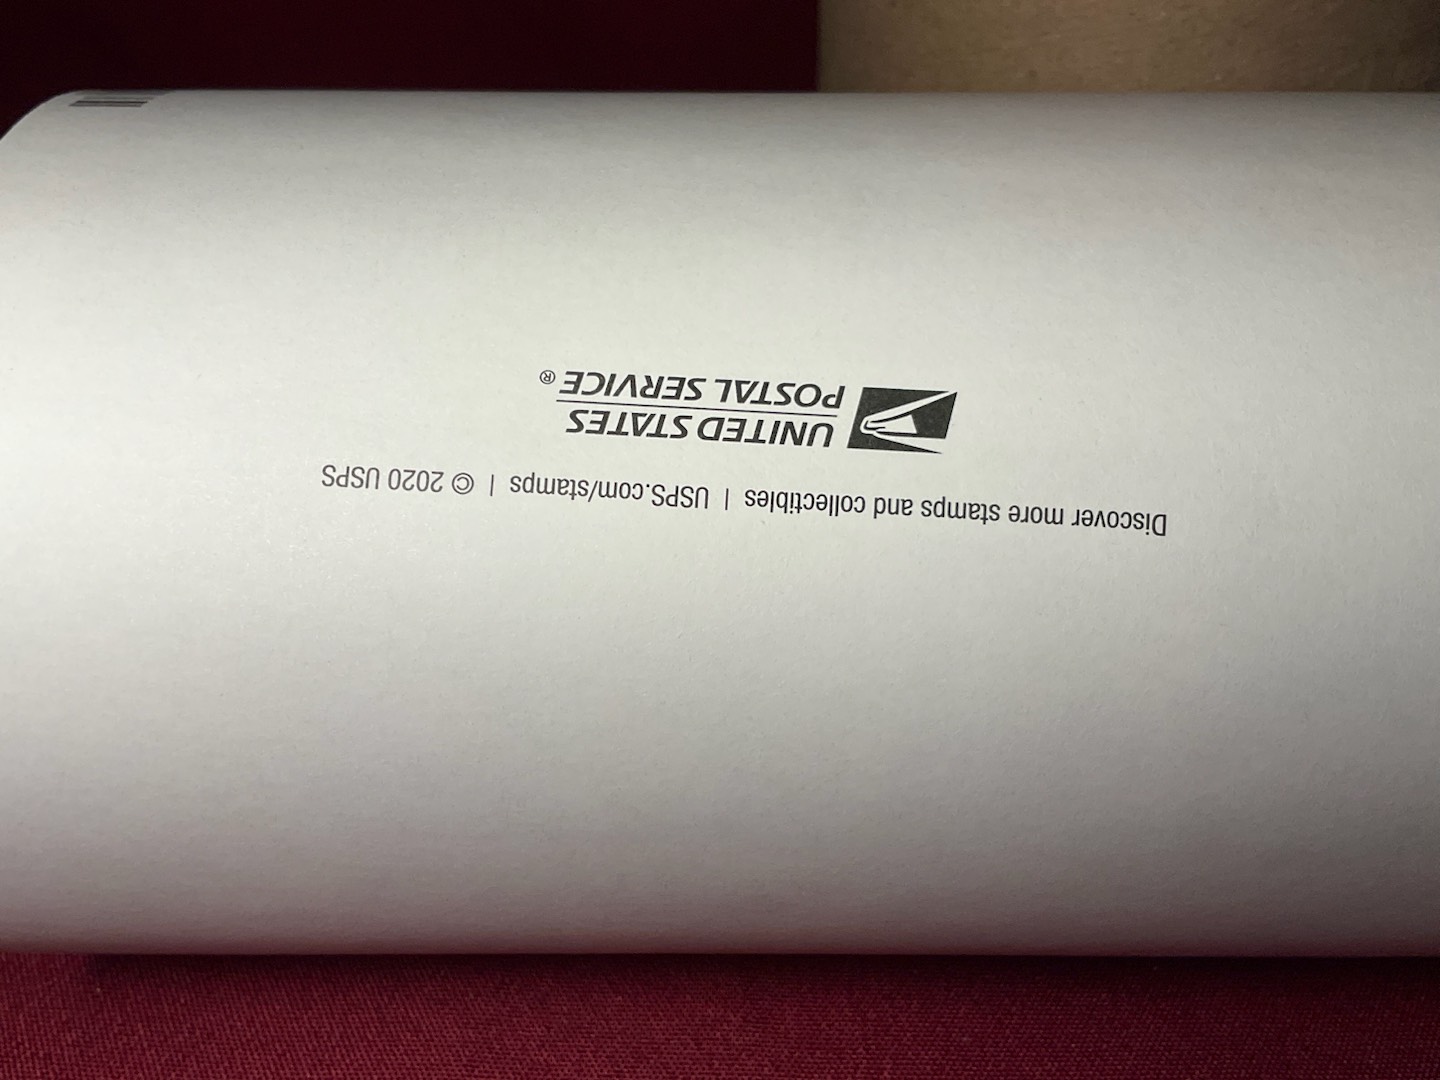 Discover more stamps and collectibles | USPS.com/stamps | © 2020 USPS
UNITED STATES
POSTAL SERVICE®